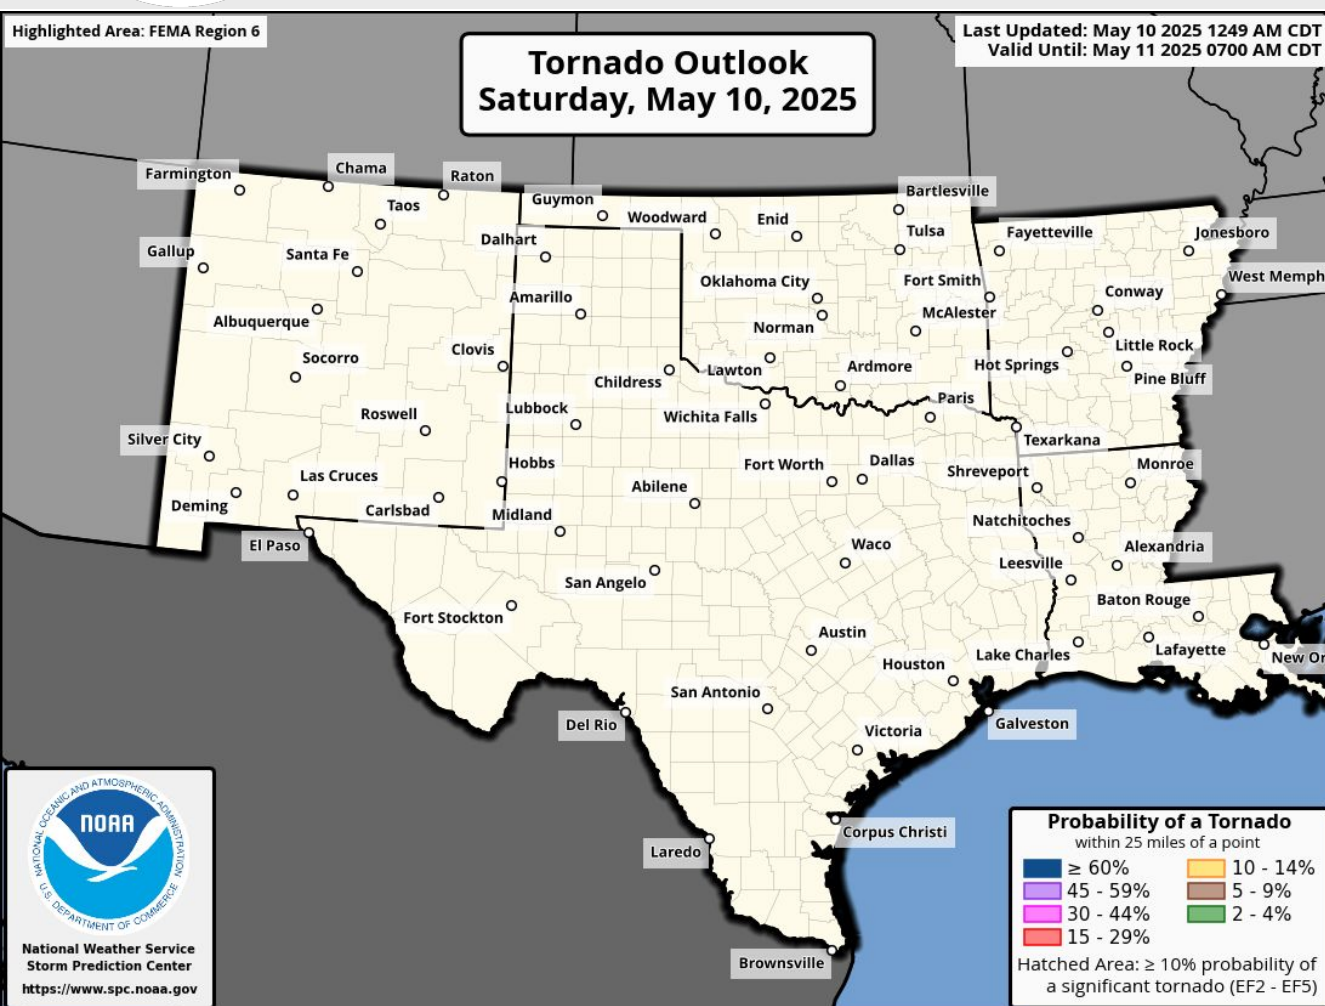 Highlighted Area: FEMA Region 6
Last Updated: May 10 2025 1249 AM CDT
Valid Until: May 11 2025 0700 AM CDT
Tornado Outlook
Saturday, May 10, 2025
Farmington
Chama
Raton
Taos
Guymon
Woodward
Enid
Bartlesville
Tulsa
Fayetteville
Jonesboro
Gallup
Santa Fe
Dalhart
Oklahoma City
Fort Smith
West Memph
Amarillo
Conway
Albuquerque
Norman
McAlester
Little Rock
Socorro
Clovis
Childress
Lawton
Ardmore
Hot Springs
Pine Bluff
Roswell
Lubbock
Wichita Falls
Paris
Silver City
Texarkana
Las Cruces
Hobbs
Fort Worth
Dallas
Shreveport
Monroe
Deming
Carlsbad
Abilene
Midland
Natchitoches
El Paso
Waco
Alexandria
San Angelo
Leesville
Fort Stockton
Baton Rouge
Austin
Houston
Lake Charles
Lafayette
New Or
San Antonio
Del Rio
Victoria
Galveston
Corpus Christi
Laredo
Brownsville
NATIONAL OCEANIC AND ATMOSPHERIC ADMINISTRATION
NOAA
U.S. DEPARTMENT OF COMMERCE
National Weather Service
Storm Prediction Center
https://www.spc.noaa.gov
Probability of a Tornado
within 25 miles of a point
≥ 60%
10 - 14%
45 - 59%
5 - 9%
30 - 44%
2 - 4%
15 - 29%
Hatched Area: ≥ 10% probability of
a significant tornado (EF2 - EF5)